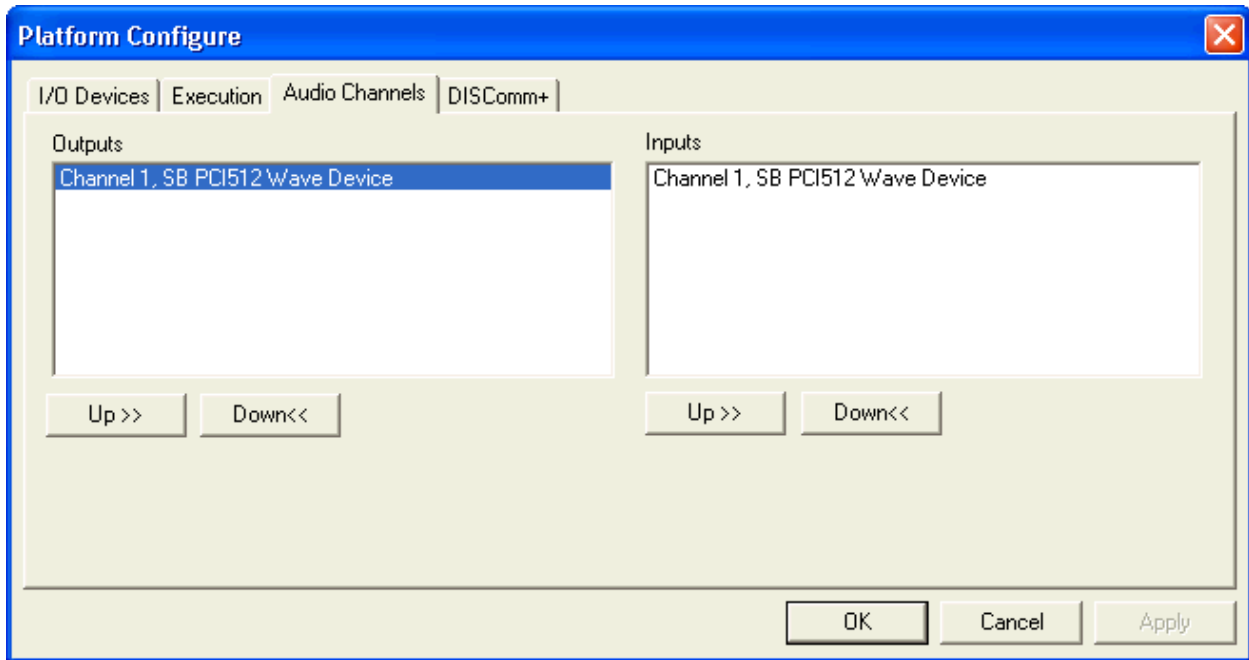 Platform Configure
I/O Devices
Execution
Audio Channels
DISComm+
Outputs
Channel 1, SB PCI512 Wave Device
Up >>
Down<<
Inputs
Channel 1, SB PCI512 Wave Device
Up >>
Down<<
OK
Cancel
Apply